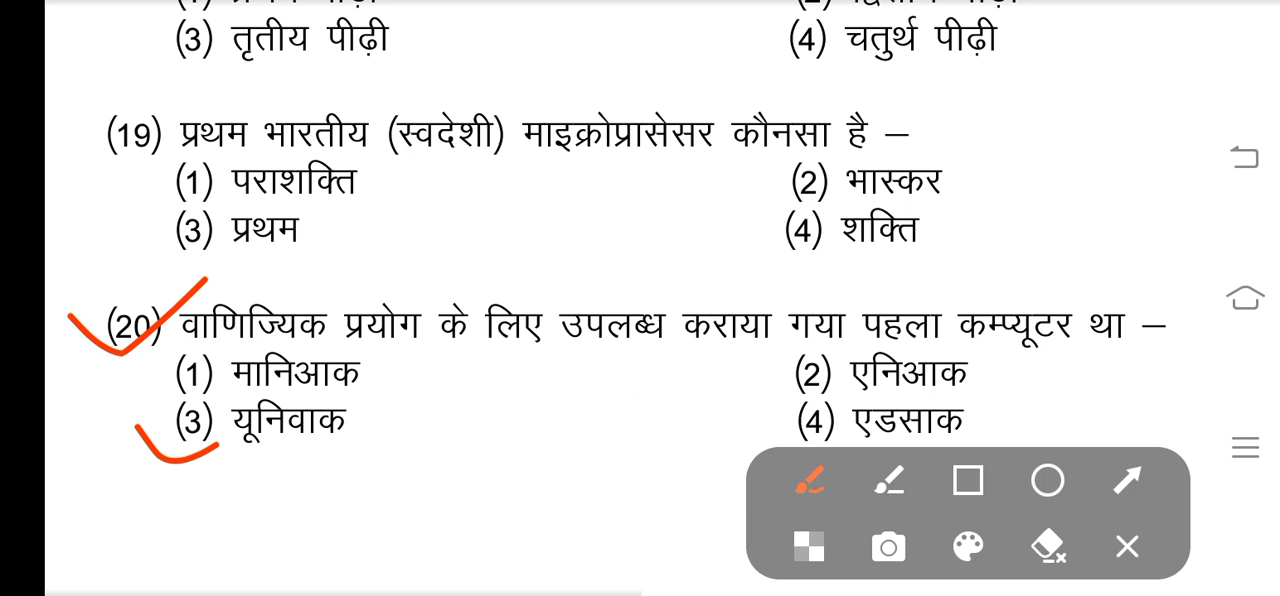 (3) तृतीय पीढ़ी (4) चतुर्थ पीढ़ी
(19) प्रथम भारतीय (स्वदेशी) माइक्रोप्रासेसर कौनसा है –
(1) पराशक्ति (2) भास्कर
(3) प्रथम (4) शक्ति
(20) वाणिज्यिक प्रयोग के लिए उपलब्ध कराया गया पहला कम्प्यूटर था –
(1) मानिआक (2) एनिआक
(3) यूनिवाक (4) एडसाक